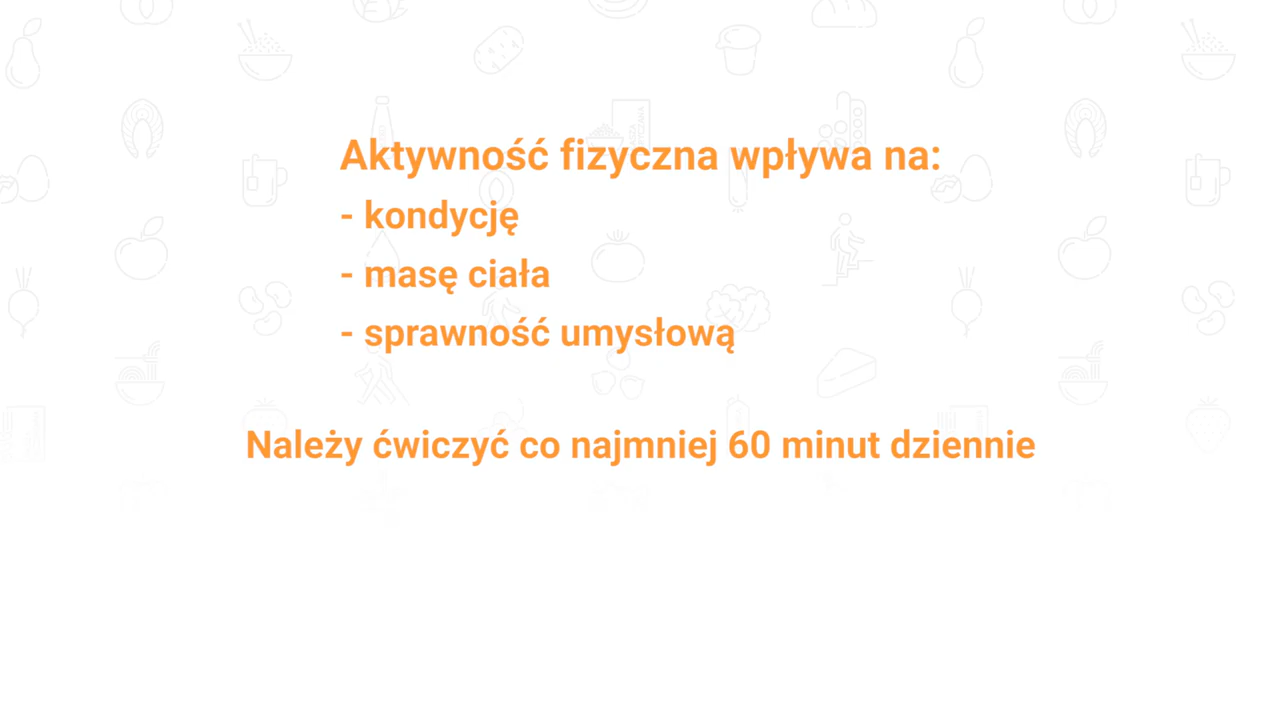 Aktywność fizyczna wpływa na:
- kondycję
- masę ciała
- sprawność umysłową
Należy ćwiczyć co najmniej 60 minut dziennie